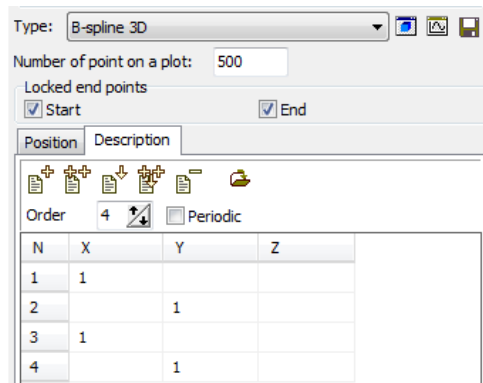 Type: B-spline 3D
Number of point on a plot: 500
Locked end points
Start End
Position Description
Order 4 Periodic
N X Y Z
1 1
2 1
3 1
4 1